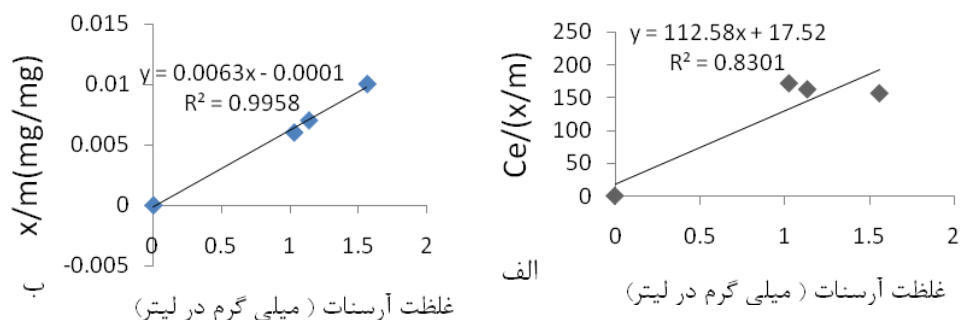 0.015
0.01
0.005
0
-0.005
x/m(mg/mg)
y = 0.0063x - 0.0001
R² = 0.9958
0 0.5 1 1.5 2
غلظت آرسنات ( میلی گرم در لیتر)
ب
250
200
150
100
50
0
Ce/(x/m)
y = 112.58x + 17.52
R² = 0.8301
0 0.5 1 1.5 2
غلظت آرسنات ( میلی گرم در لیتر)
الف